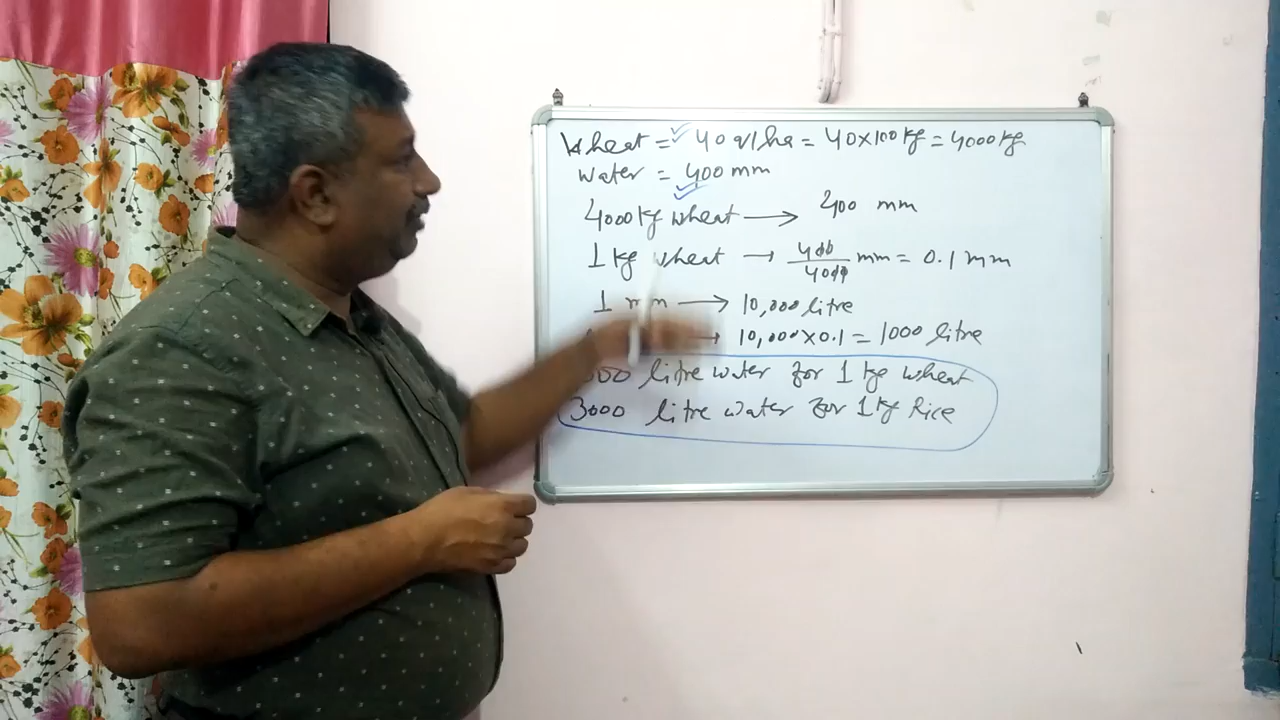 Wheat = 40 q/ha = 40x100 kg = 4000 kg
water = 400 mm
4000 kg wheat → 400 mm
1 kg wheat → 400/4000 mm = 0.1 mm
1 mm → 10,000 litre
→ 10,000x0.1 = 1000 litre
000 litre water for 1 kg wheat
3000 litre water for 1 kg Rice